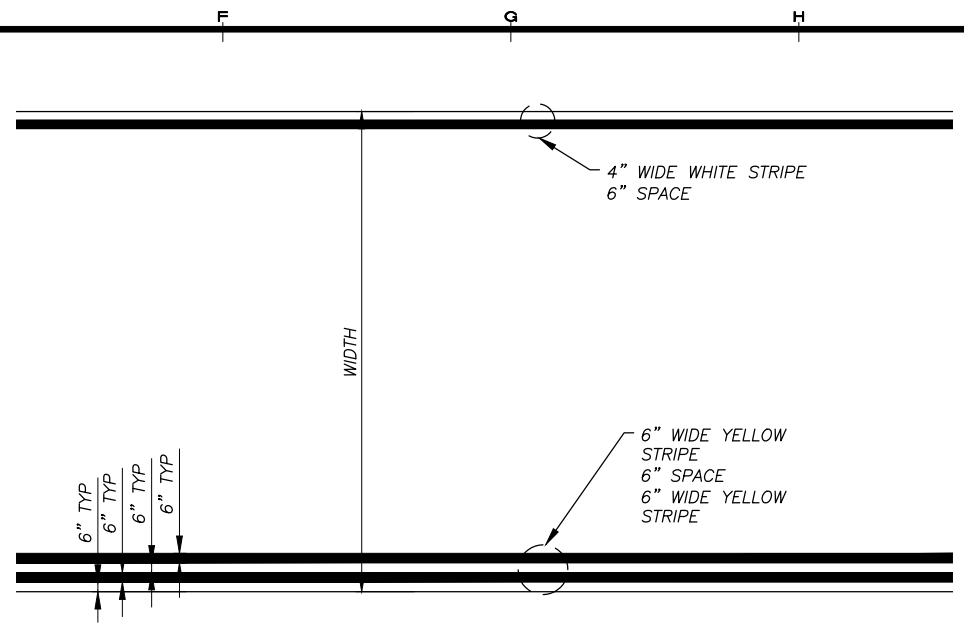 F G H
4” WIDE WHITE STRIPE
6” SPACE
WIDTH
6” WIDE YELLOW
STRIPE
6” SPACE
6” WIDE YELLOW
STRIPE
6” TYP
6” TYP
6” TYP
6” TYP